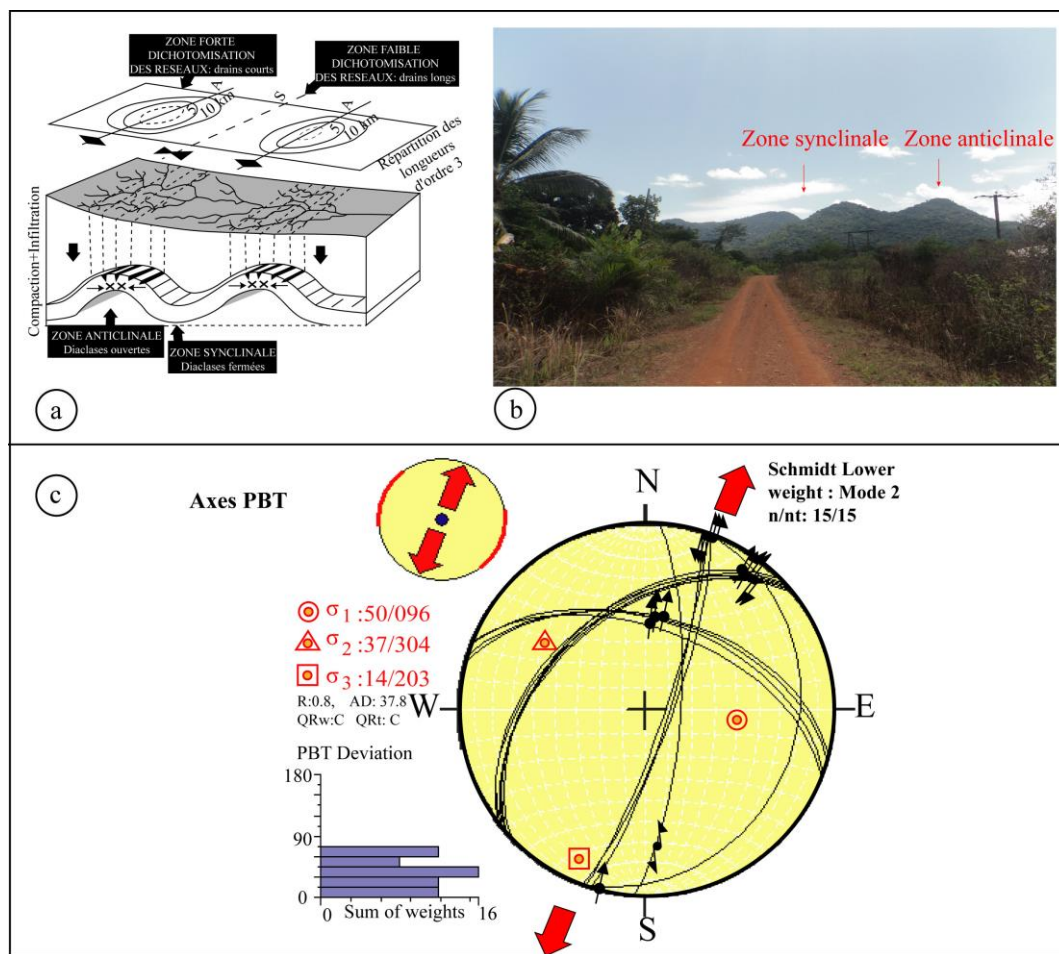 ZONE FORTE
DICHOTOMISATION
DES RESEAUX: drains courts
ZONE FAIBLE
DICHOTOMISATION
DES RESEAUX: drains longs
A
S
A
5
10 km
5
10 km
Répartition des
longueurs
d'ordre 3
Compaction+Infiltration
ZONE ANTICLINALE
Diaclases ouvertes
ZONE SYNCLINALE
Diaclases fermées
a
b
Zone synclinale
Zone anticlinale
c
Axes PBT
Schmidt Lower
weight : Mode 2
n/nt: 15/15
σ1 :50/096
σ2 :37/304
σ3 :14/203
R:0.8, AD: 37.8
QRw:C QRt: C
PBT Deviation
180
90
0
0
Sum of weights
16
N
W
E
S